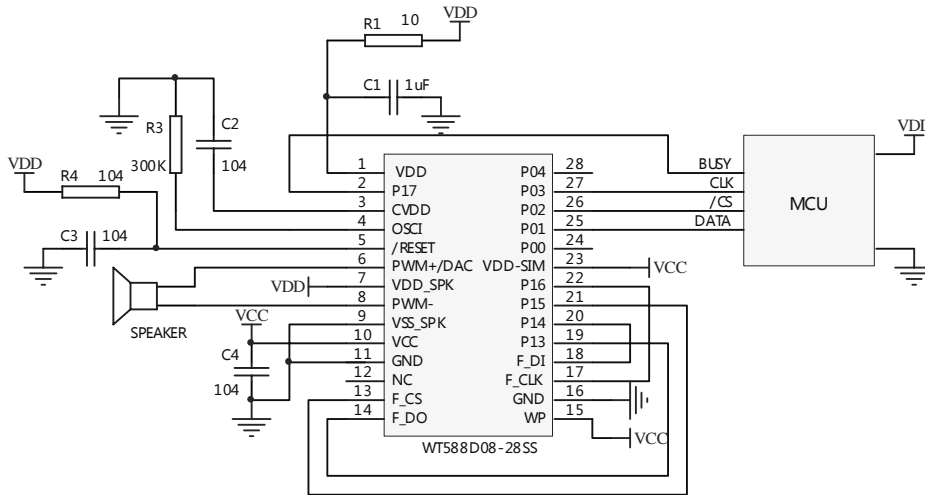 VDD
R1 10
C1 1uF
R3
300K
C2
104
VDD
R4 104
C3 104
SPEAKER
VDD
VCC
C4
104
1 VDD P04 28
2 P17 P03 27
3 CVDD P02 26
4 OSCI P01 25
5 /RESET P00 24
6 PWM+/DAC VDD-SIM 23
7 VDD_SPK P16 22
8 PWM- P15 21
9 VSS_SPK P14 20
10 VCC P13 19
11 GND F_DI 18
12 NC F_CLK 17
13 F_CS GND 16
14 F_DO WP 15
WT588D08-28SS
VCC
VCC
BUSY
CLK
/CS
DATA
MCU